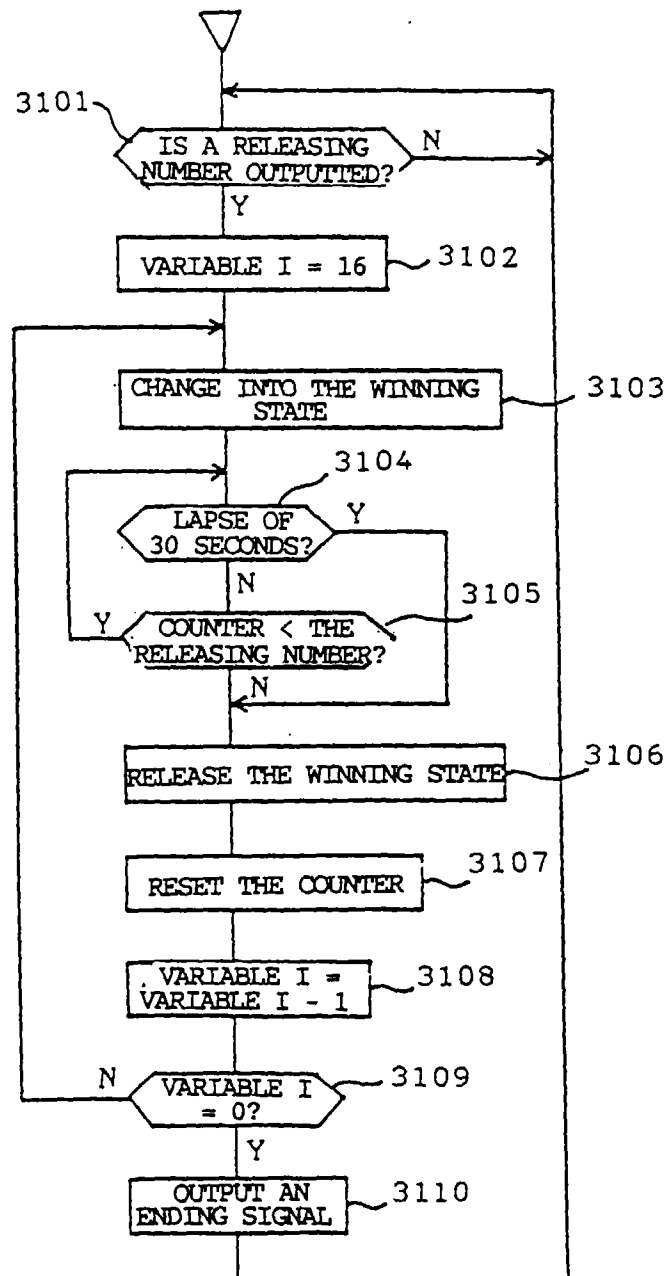 3101
IS A RELEASING
NUMBER OUTPUTTED?
N
Y
VARIABLE I = 16
3102
CHANGE INTO THE WINNING
STATE
3103
3104
LAPSE OF
30 SECONDS?
Y
N
3105
Y
COUNTER < THE
RELEASING NUMBER?
N
RELEASE THE WINNING STATE
3106
RESET THE COUNTER
3107
VARIABLE I =
VARIABLE I - 1
3108
N
VARIABLE I
= 0?
3109
Y
OUTPUT AN
ENDING SIGNAL
3110